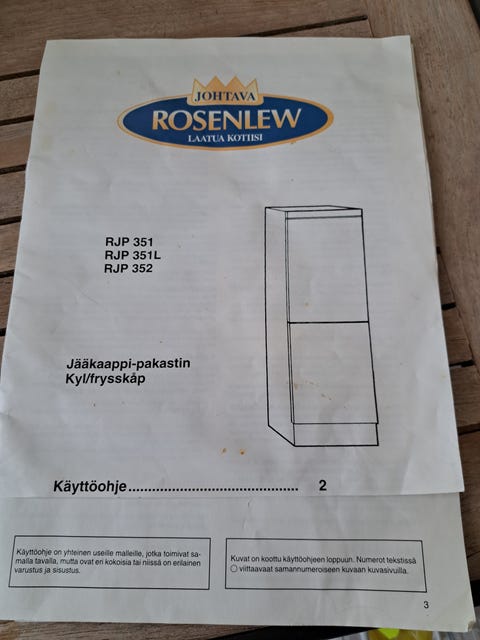 JOHTAVA
ROSENLEW
LAATUA KOTIISI
RJP 351
RJP 351L
RJP 352
Jääkaappi-pakastin
Kyl/frysskåp
Käyttöohje............................................ 2
Käyttöohje on yhteinen useille malleille, jotka toimivat sa-
malla tavalla, mutta ovat eri kokoisia tai niissä on erilainen
varustus ja sisustus.
Kuvat on koottu käyttöohjeen loppuun. Numerot tekstissä
○ viittaavaat samannumeroiseen kuvaan kuvasivuilla.
3